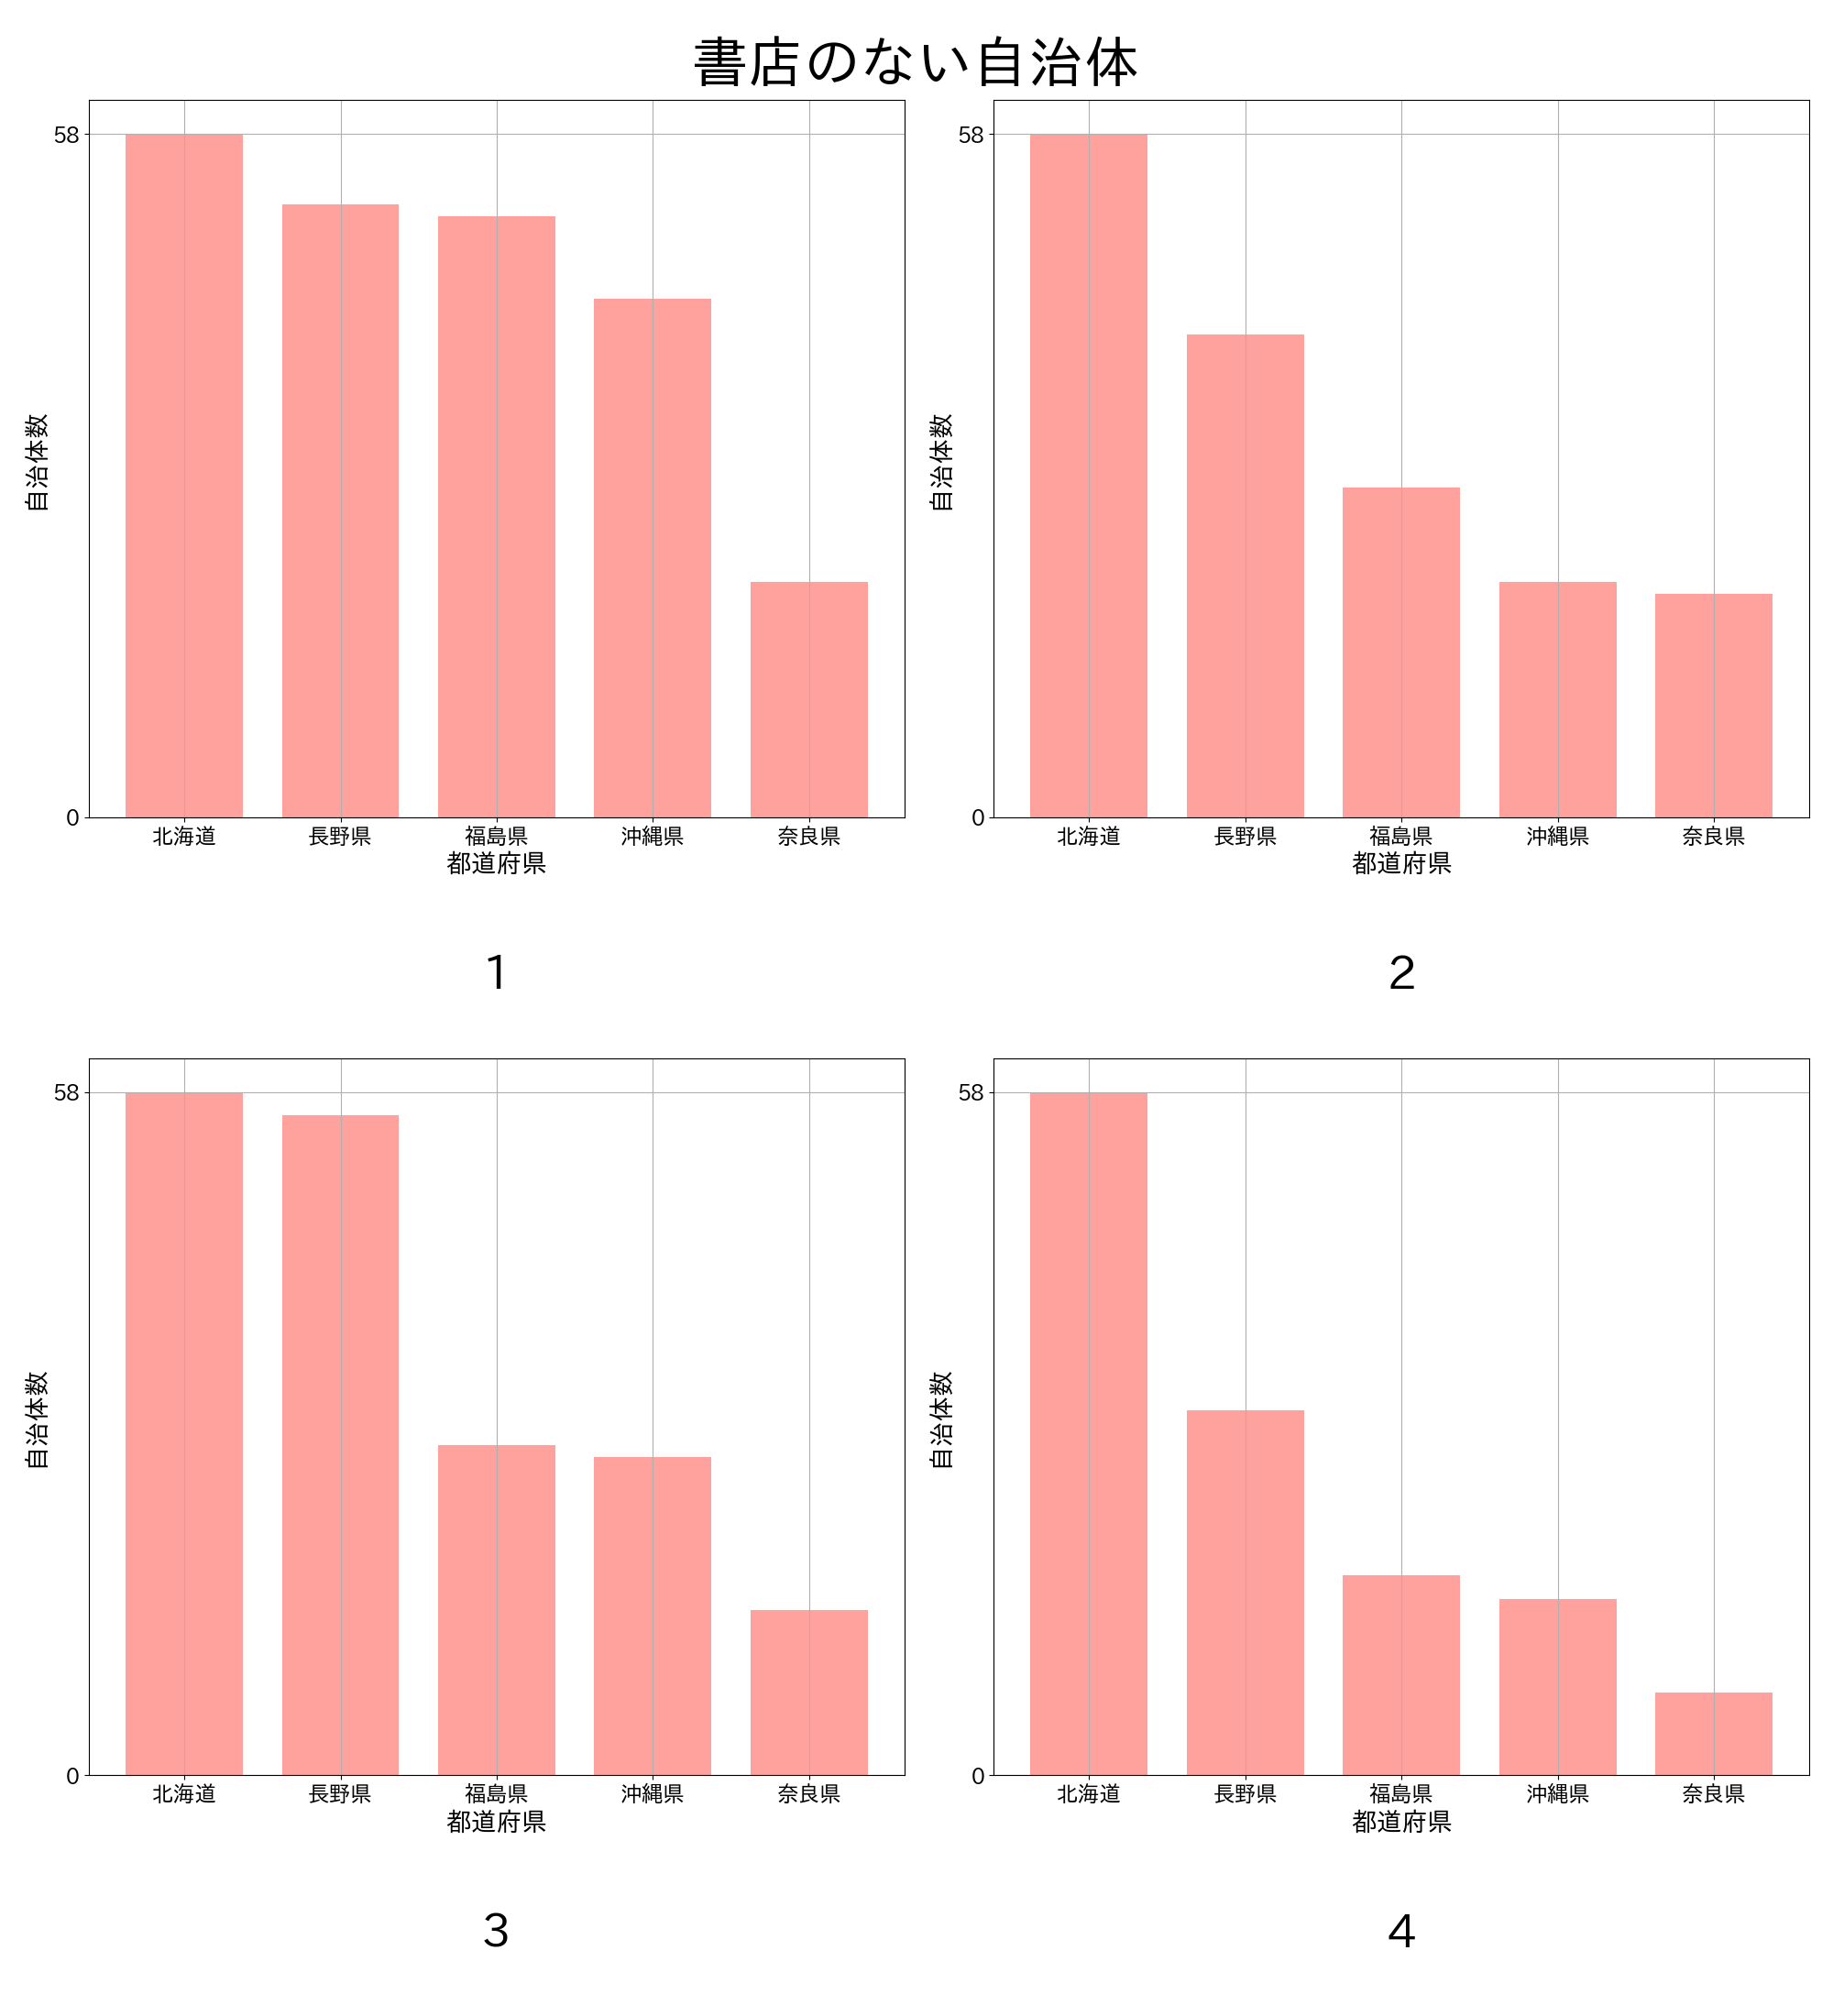 書店のない自治体
58
0
自治体数
北海道 長野県 福島県 沖縄県 奈良県
都道府県
1
58
0
自治体数
北海道 長野県 福島県 沖縄県 奈良県
都道府県
2
58
0
自治体数
北海道 長野県 福島県 沖縄県 奈良県
都道府県
3
58
0
自治体数
北海道 長野県 福島県 沖縄県 奈良県
都道府県
4